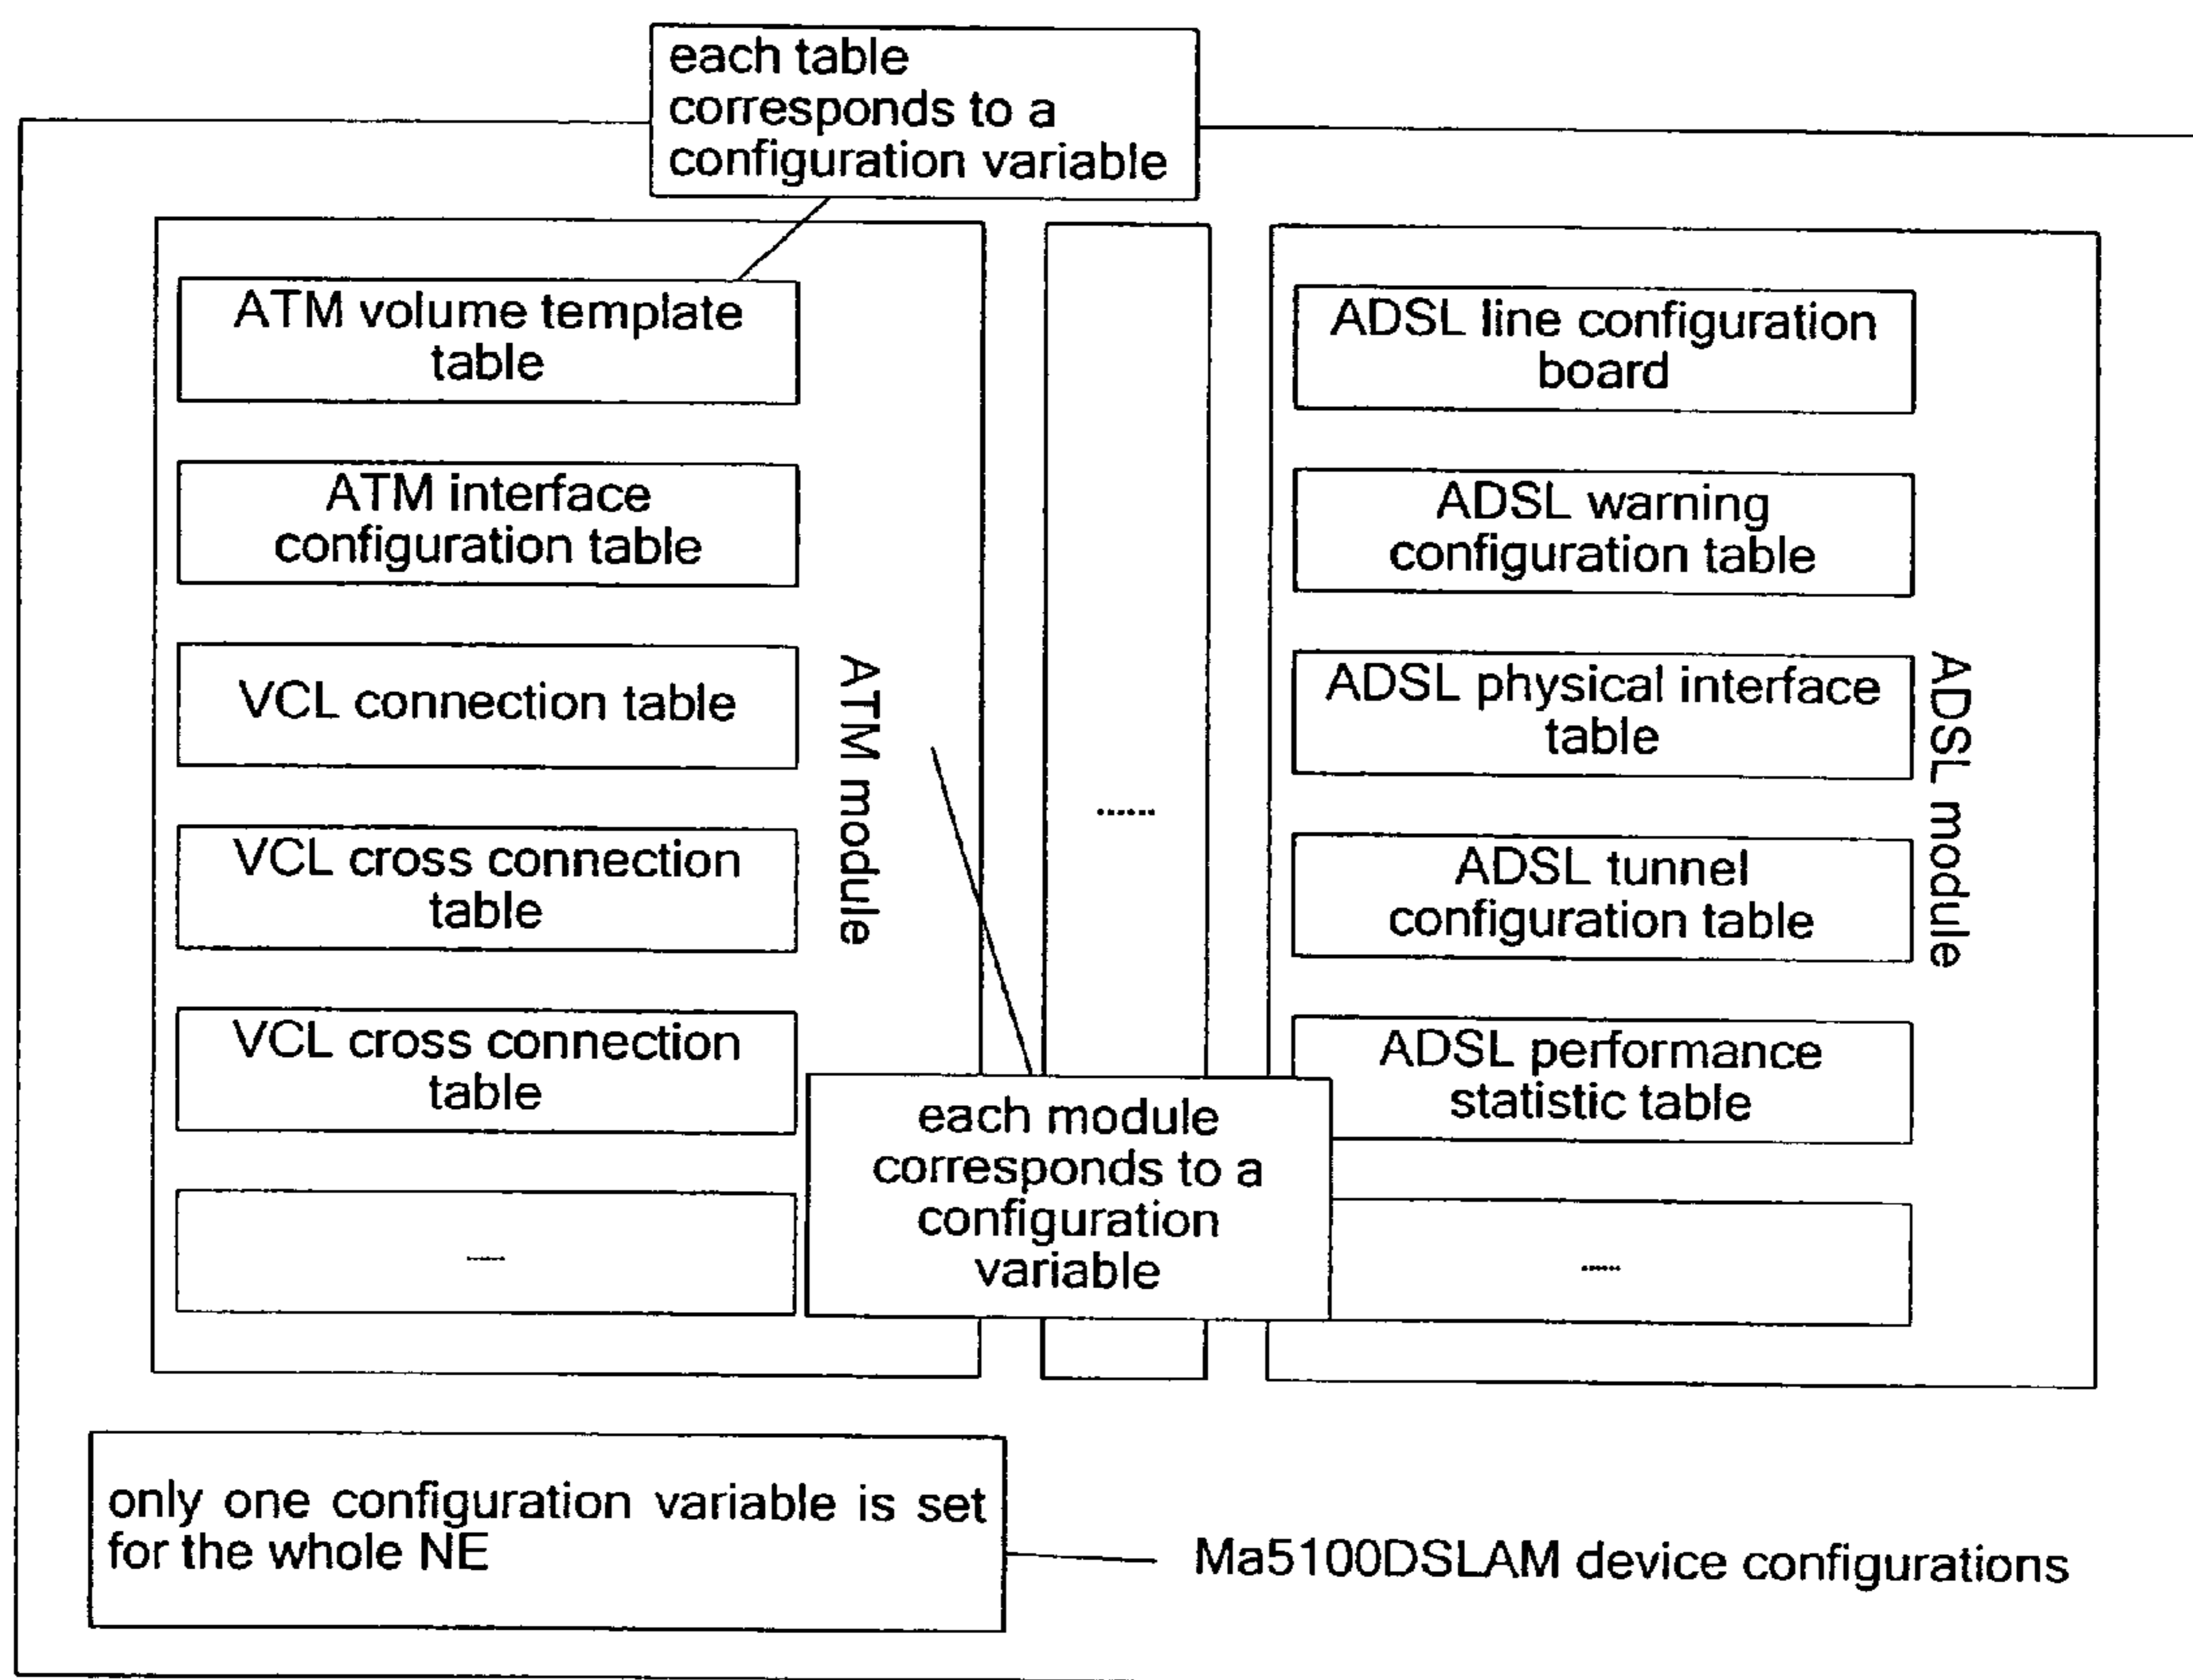 each table
corresponds to a
configuration variable
ATM volume template
table
ATM interface
configuration table
VCL connection table
VCL cross connection
table
VCL cross connection
table
....
ATM module
......
each module
corresponds to a
configuration
variable
ADSL line configuration
board
ADSL warning
configuration table
ADSL physical interface
table
ADSL tunnel
configuration table
ADSL performance
statistic table
......
ADSL module
only one configuration variable is set
for the whole NE
Ma5100DSLAM device configurations